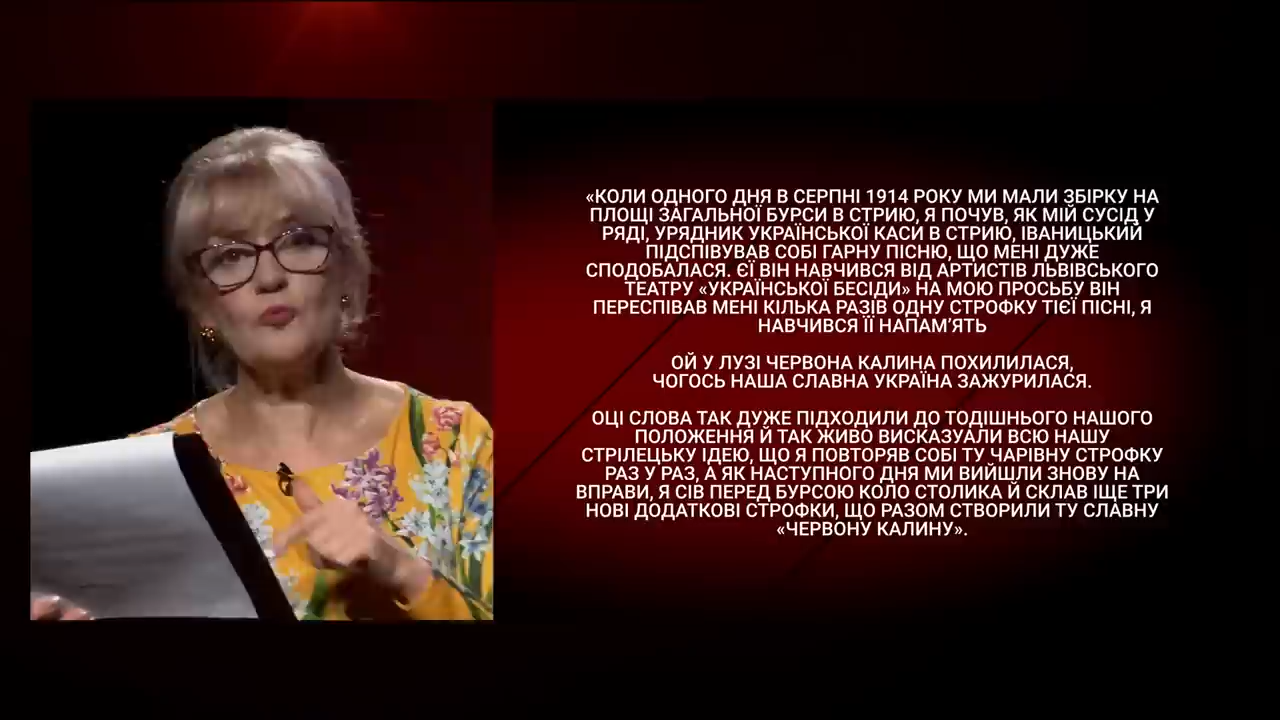 «КОЛИ ОДНОГО ДНЯ В СЕРПНІ 1914 РОКУ МИ МАЛИ ЗБІРКУ НА
ПЛОЩІ ЗАГАЛЬНОЇ БУРСИ В СТРИЮ, Я ПОЧУВ, ЯК МІЙ СУСІД У
РЯДІ, УРЯДНИК УКРАЇНСЬКОЇ КАСИ В СТРИЮ, ІВАНИЦЬКИЙ
ПІДСПІВУВАВ СОБІ ГАРНУ ПІСНЮ, ЩО МЕНІ ДУЖЕ
СПОДОБАЛАСЯ. ЄЇ ВІН НАВЧИВСЯ ВІД АРТИСТІВ ЛЬВІВСЬКОГО
ТЕАТРУ «УКРАЇНСЬКОЇ БЕСІДИ» НА МОЮ ПРОСЬБУ ВІН
ПЕРЕСПІВАВ МЕНІ КІЛЬКА РАЗІВ ОДНУ СТРОФКУ ТІЄЇ ПІСНІ, Я
НАВЧИВСЯ ЇЇ НАПАМ’ЯТЬ
ОЙ У ЛУЗІ ЧЕРВОНА КАЛИНА ПОХИЛИЛАСЯ,
ЧОГОСЬ НАША СЛАВНА УКРАЇНА ЗАЖУРИЛАСЯ.
ОЦІ СЛОВА ТАК ДУЖЕ ПІДХОДИЛИ ДО ТОДІШНЬОГО НАШОГО
ПОЛОЖЕННЯ Й ТАК ЖИВО ВИСКАЗУАЛИ ВСЮ НАШУ
СТРІЛЕЦЬКУ ІДЕЮ, ЩО Я ПОВТОРЯВ СОБІ ТУ ЧАРІВНУ СТРОФКУ
РАЗ У РАЗ, А ЯК НАСТУПНОГО ДНЯ МИ ВИЙШЛИ ЗНОВУ НА
ВПРАВИ, Я СІВ ПЕРЕД БУРСОЮ КОЛО СТОЛИКА Й СКЛАВ ІЩЕ ТРИ
НОВІ ДОДАТКОВІ СТРОФКИ, ЩО РАЗОМ СТВОРИЛИ ТУ СЛАВНУ
«ЧЕРВОНУ КАЛИНУ».